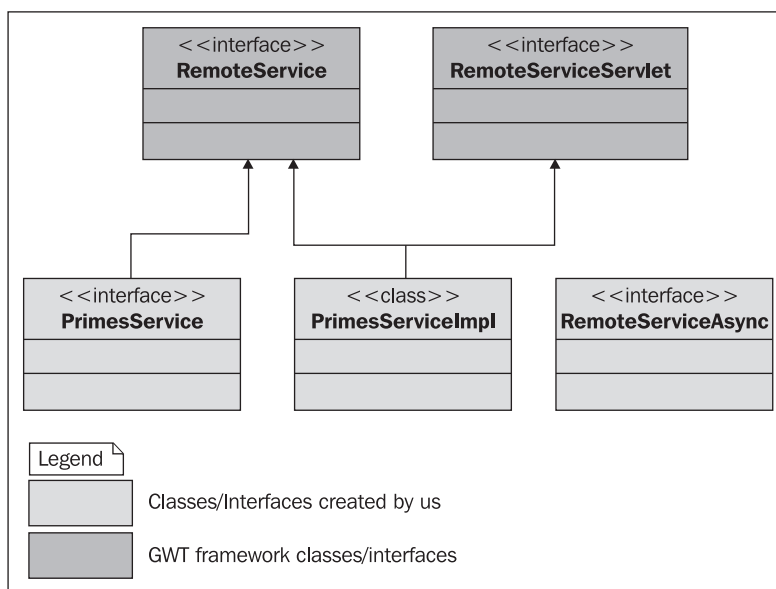 <<interface>>
RemoteService
<<interface>>
RemoteServiceServlet
<<interface>>
PrimesService
<<class>>
PrimesServiceImpl
<<interface>>
RemoteServiceAsync
Legend
Classes/Interfaces created by us
GWT framework classes/interfaces